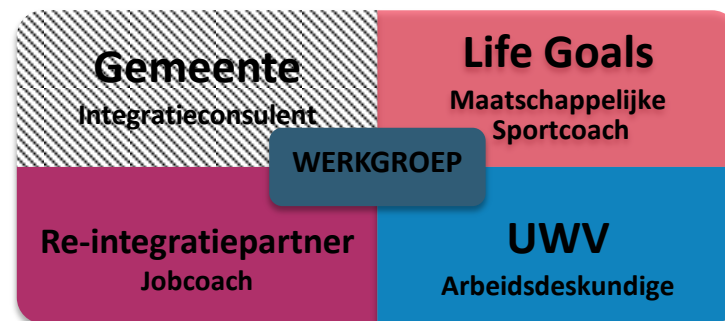 Gemeente
Integratieconsulent
Life Goals
Maatschappelijke
Sportcoach
WERKGROEP
Re-integratiepartner
Jobcoach
UWV
Arbeidsdeskundige